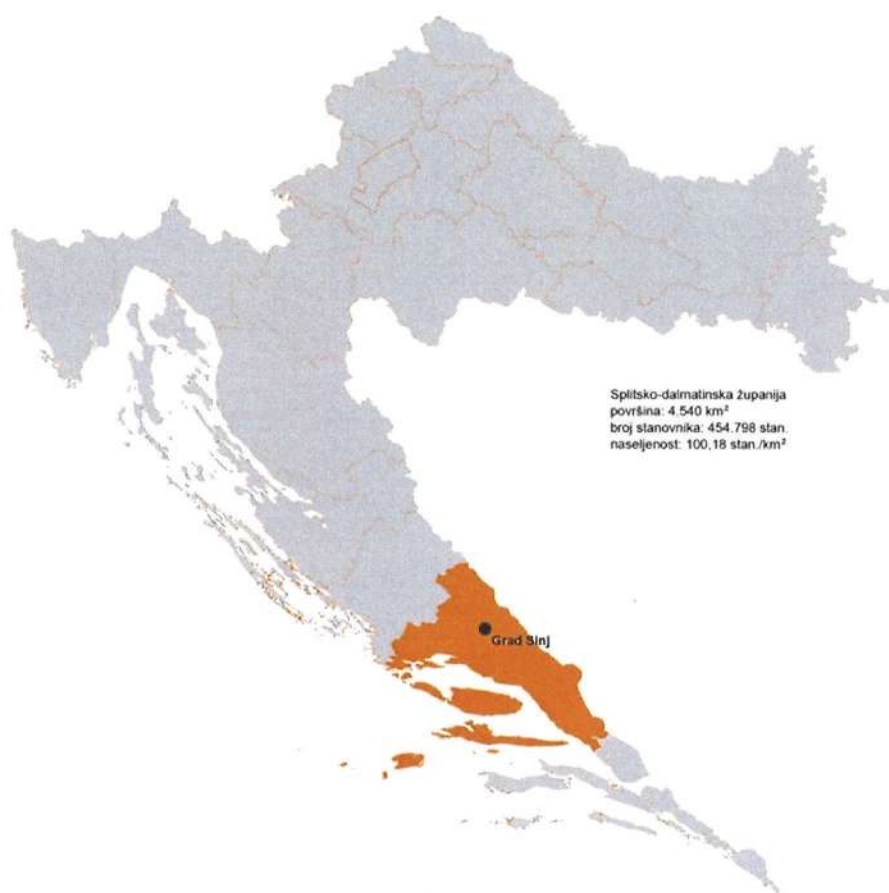 Splitsko-dalmatinska županija
površina: 4.540 km²
broj stanovnika: 454.798 stan.
naseljenost: 100,18 stan./km²
Grad Sinj